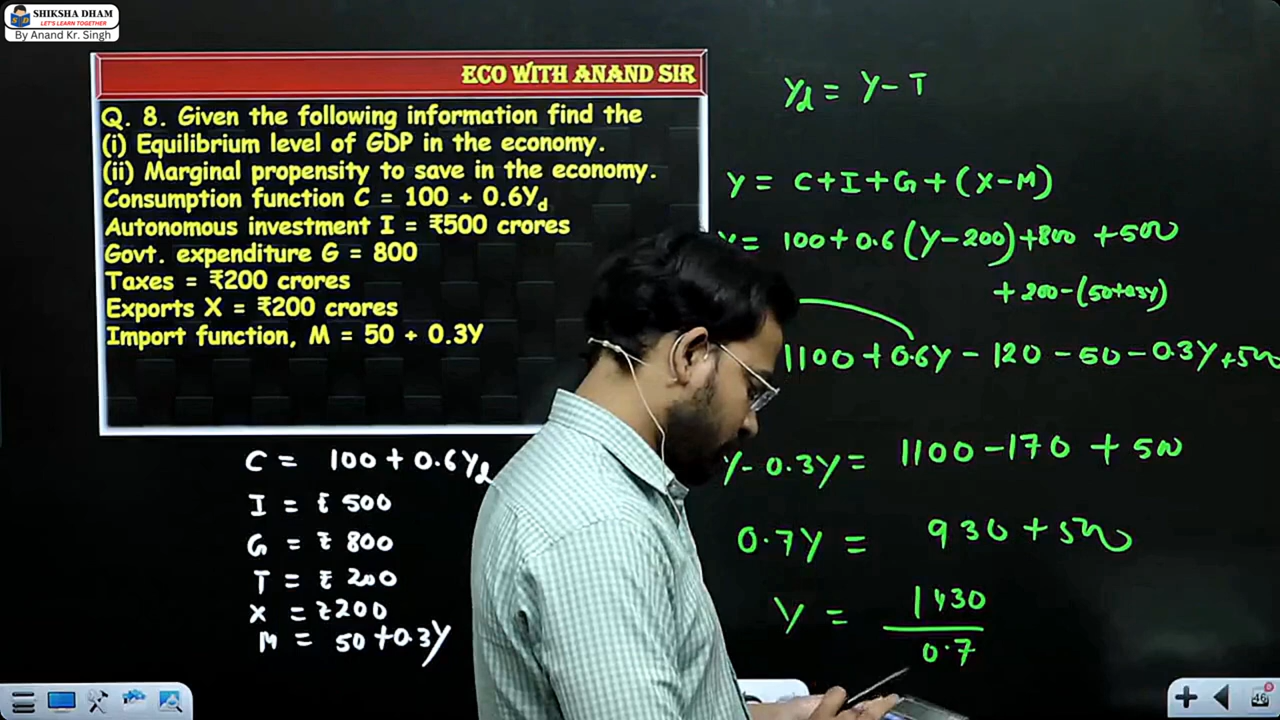 SHIKSHA DHAM
LET'S LEARN TOGETHER
By Anand Kr. Singh
ECO WITH ANAND SIR
Q. 8. Given the following information find the
(i) Equilibrium level of GDP in the economy.
(ii) Marginal propensity to save in the economy.
Consumption function C = 100 + 0.6Yd
Autonomous investment I = ₹500 crores
Govt. expenditure G = 800
Taxes = ₹200 crores
Exports X = ₹200 crores
Import function, M = 50 + 0.3Y
C = 100 + 0.6Yd
I = ₹ 500
G = ₹ 800
T = ₹ 200
X = ₹200
M = 50 + 0.3Y
Yd = Y - T
Y = C + I + G + (X - M)
Y = 100 + 0.6 (Y - 200) + 800 + 500
+ 200 - (50 + 0.3Y)
1100 + 0.6Y - 120 - 50 - 0.3Y + 500
Y - 0.3Y = 1100 - 170 + 500
0.7Y = 930 + 500
Y = 1430
0.7
46